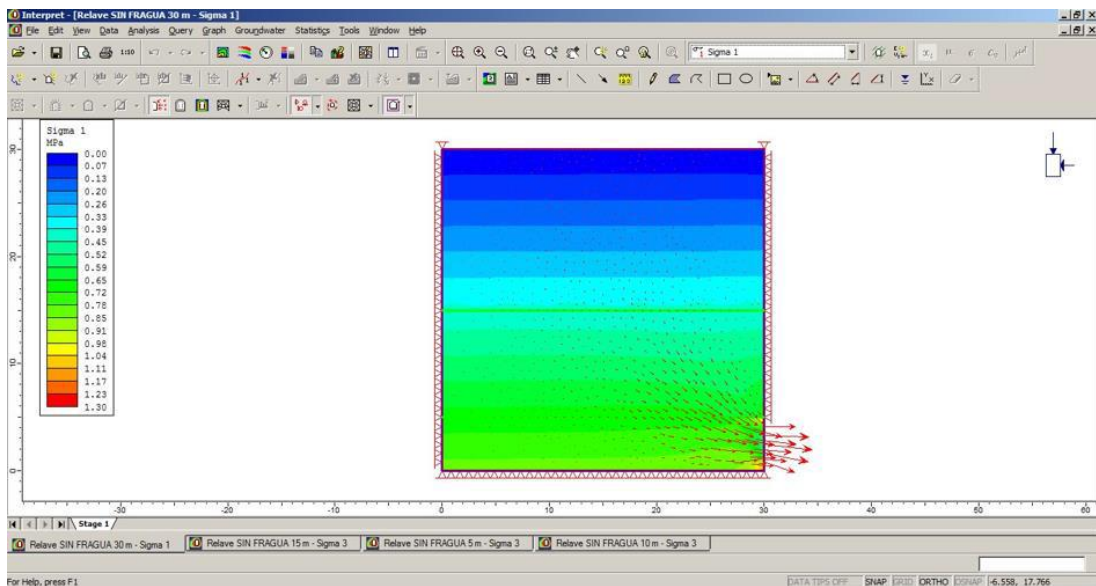 Interpret - [Relave SIN FRAGUA 30 m - Sigma 1]
File Edit View Data Analysis Query Graph Groundwater Statistics Tools Window Help
1:10
Sigma 1
Sigma 1
MPa
0.00
0.07
0.13
0.20
0.26
0.33
0.39
0.45
0.52
0.59
0.65
0.72
0.78
0.85
0.91
0.98
1.04
1.11
1.17
1.23
1.30
30
20
10
0
-30 -20 -10 0 10 20 30 40 50 60
Stage 1
Relave SIN FRAGUA 30 m - Sigma 1 Relave SIN FRAGUA 15 m - Sigma 3 Relave SIN FRAGUA 5 m - Sigma 3 Relave SIN FRAGUA 10 m - Sigma 3
For Help, press F1 DATA TIPS OFF SNAP GRID ORTHO OSNAP -6.558, 17.766